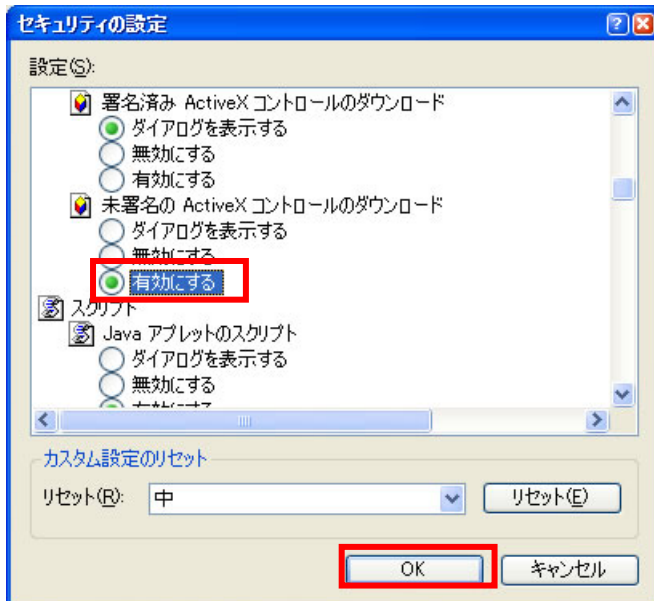 セキュリティの設定
設定(S):
署名済み ActiveX コントロールのダウンロード
ダイアログを表示する
無効にする
有効にする
未署名の ActiveX コントロールのダウンロード
ダイアログを表示する
無効にする
有効にする
スクリプト
Java アプレットのスクリプト
ダイアログを表示する
無効にする
カスタム設定のリセット
リセット(R): 中 リセット(E)
OK キャンセル